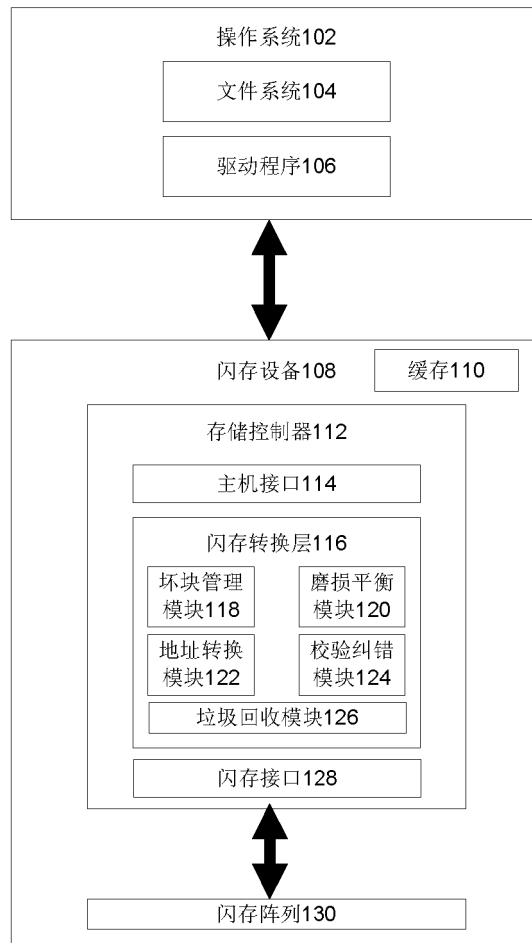 操作系统102
文件系统104
驱动程序106
闪存设备108
缓存110
存储控制器112
主机接口114
闪存转换层116
坏块管理
模块118
磨损平衡
模块120
地址转换
模块122
校验纠错
模块124
垃圾回收模块126
闪存接口128
闪存阵列130